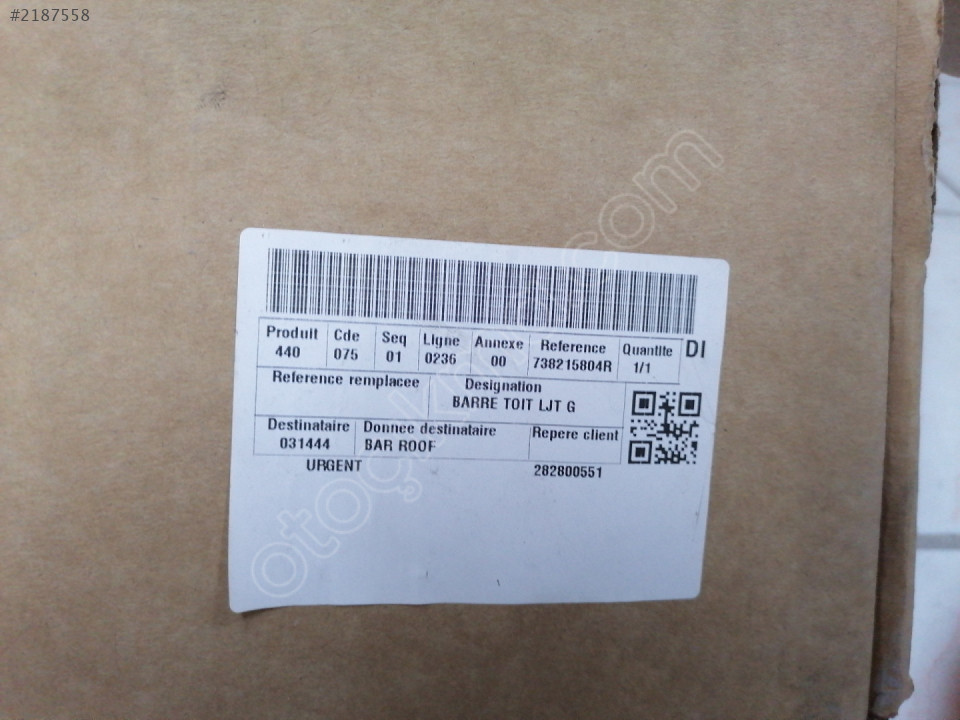 #2187558
Produit Cde Seq Ligne Annexe Reference Quantite DI
440 075 01 0236 00 738215804R 1/1
Reference remplacee Designation
BARRE TOIT LJT G
Destinataire Donnee destinataire Repere client
031444 BAR ROOF
URGENT 282800551